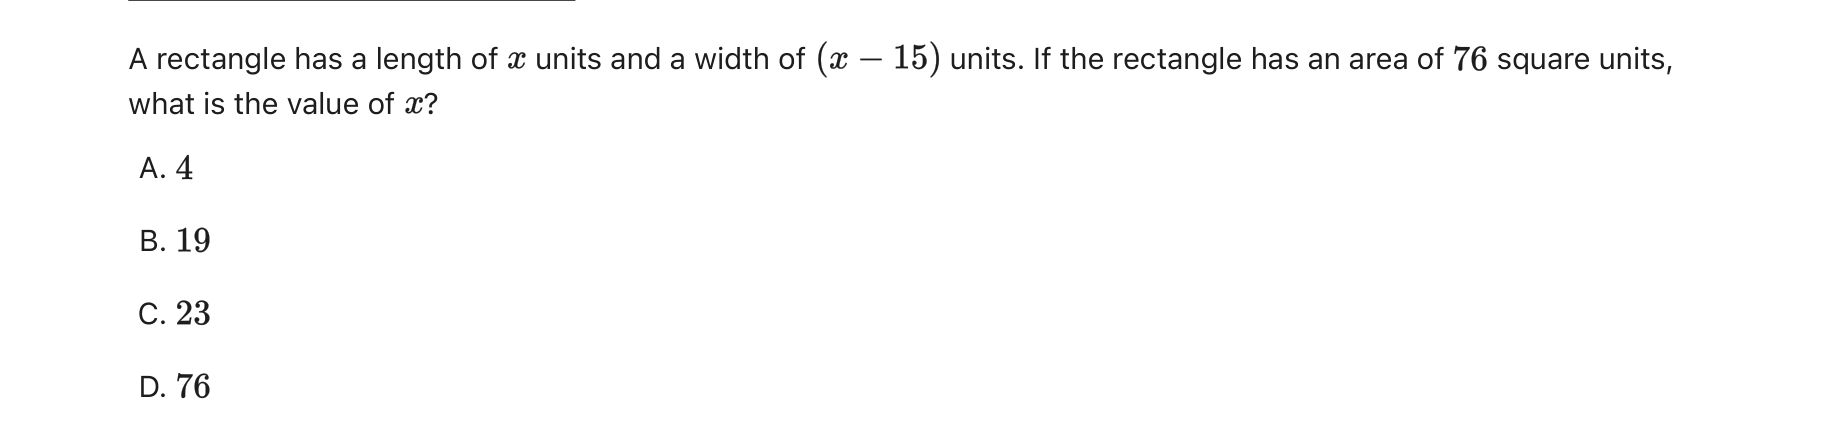 A rectangle has a length of x units and a width of (x − 15) units. If the rectangle has an area of 76 square units,
what is the value of x?
A. 4
B. 19
C. 23
D. 76